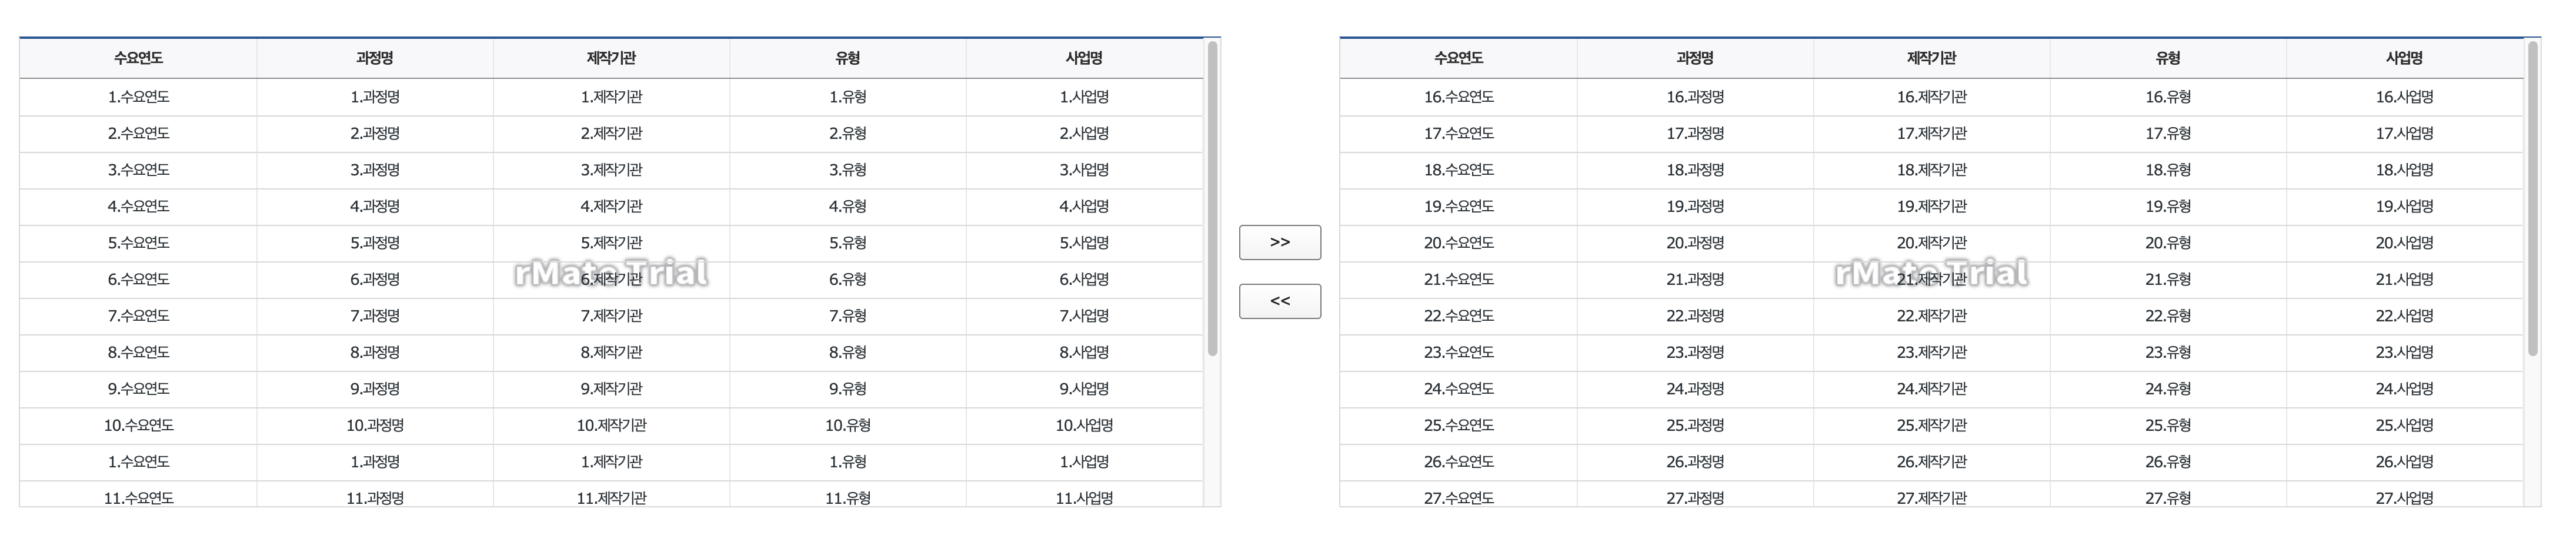 수요연도 과정명 제작기관 유형 사업명
1.수요연도 1.과정명 1.제작기관 1.유형 1.사업명
2.수요연도 2.과정명 2.제작기관 2.유형 2.사업명
3.수요연도 3.과정명 3.제작기관 3.유형 3.사업명
4.수요연도 4.과정명 4.제작기관 4.유형 4.사업명
5.수요연도 5.과정명 5.제작기관 5.유형 5.사업명
rMate Trial
6.수요연도 6.과정명 6.제작기관 6.유형 6.사업명
7.수요연도 7.과정명 7.제작기관 7.유형 7.사업명
8.수요연도 8.과정명 8.제작기관 8.유형 8.사업명
9.수요연도 9.과정명 9.제작기관 9.유형 9.사업명
10.수요연도 10.과정명 10.제작기관 10.유형 10.사업명
1.수요연도 1.과정명 1.제작기관 1.유형 1.사업명
11.수요연도 11.과정명 11.제작기관 11.유형 11.사업명
>>
<<
수요연도 과정명 제작기관 유형 사업명
16.수요연도 16.과정명 16.제작기관 16.유형 16.사업명
17.수요연도 17.과정명 17.제작기관 17.유형 17.사업명
18.수요연도 18.과정명 18.제작기관 18.유형 18.사업명
19.수요연도 19.과정명 19.제작기관 19.유형 19.사업명
20.수요연도 20.과정명 20.제작기관 20.유형 20.사업명
rMate Trial
21.수요연도 21.과정명 21.제작기관 21.유형 21.사업명
22.수요연도 22.과정명 22.제작기관 22.유형 22.사업명
23.수요연도 23.과정명 23.제작기관 23.유형 23.사업명
24.수요연도 24.과정명 24.제작기관 24.유형 24.사업명
25.수요연도 25.과정명 25.제작기관 25.유형 25.사업명
26.수요연도 26.과정명 26.제작기관 26.유형 26.사업명
27.수요연도 27.과정명 27.제작기관 27.유형 27.사업명